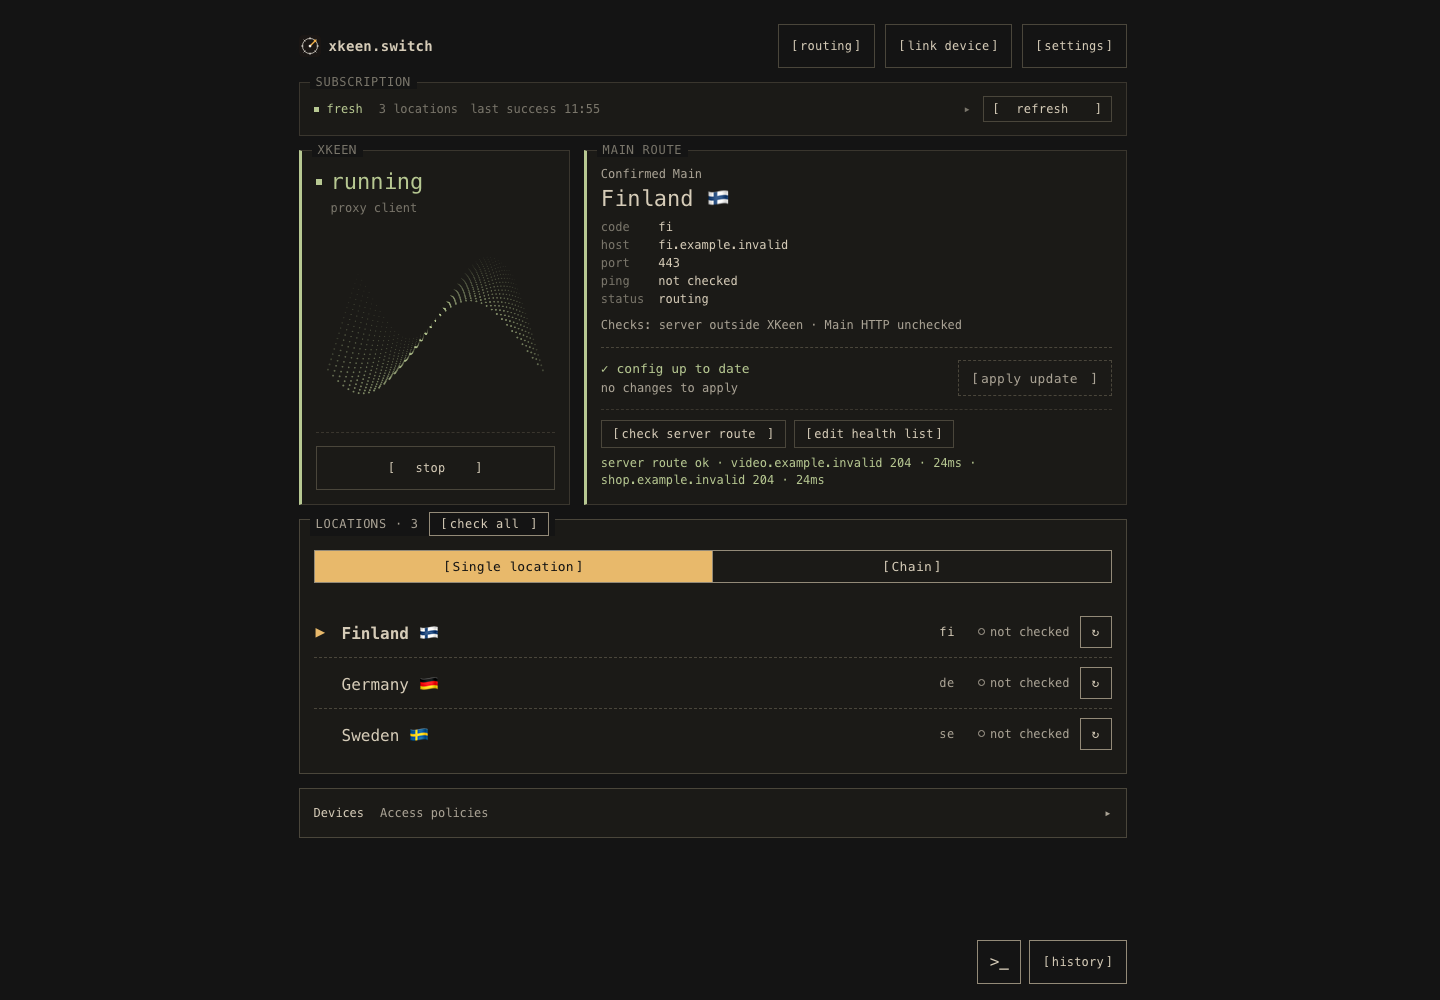 xkeen.switch
[routing] [link device] [settings]
SUBSCRIPTION
fresh 3 locations last success 11:55 ▸ [ refresh ]
XKEEN
running
proxy client
[ stop ]
MAIN ROUTE
Confirmed Main
Finland 🇫🇮
code fi
host fi.example.invalid
port 443
ping not checked
status routing
Checks: server outside XKeen · Main HTTP unchecked
✓ config up to date
no changes to apply
[apply update ]
[check server route ] [edit health list]
server route ok · video.example.invalid 204 · 24ms ·
shop.example.invalid 204 · 24ms
LOCATIONS · 3 [check all ]
[Single location] [Chain]
▶ Finland 🇫🇮 fi ○ not checked ↻
Germany 🇩🇪 de ○ not checked ↻
Sweden 🇸🇪 se ○ not checked ↻
Devices Access policies ▸
>_ [history]